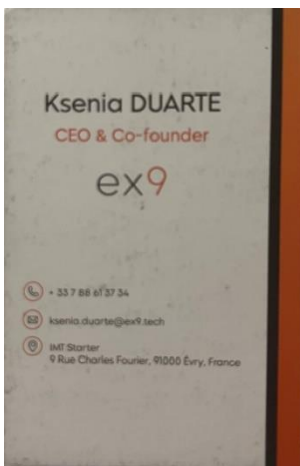 Ksenia DUARTE
CEO & Co-founder
ex9
+ 33 7 88 61 37 34
ksenia.duarte@ex9.tech
IMT Starter
9 Rue Charles Fourier, 91000 Évry, France